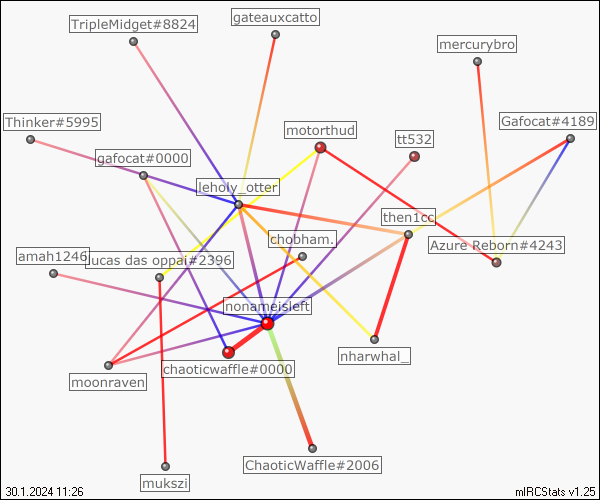 gateauxcatto
TripleMidget#8824
mercurybro
Thinker#5995
Gafocat#4189
motorthud
tt532
gafocat#0000
leholy_otter
then1cc
chobham.
Azure Reborn#4243
amah1246
lucas das oppai#2396
nonameisleft
nharwhal_
chaoticwaffle#0000
moonraven
ChaoticWaffle#2006
mukszi
30.1.2024 11:26
mIRCStats v1.25